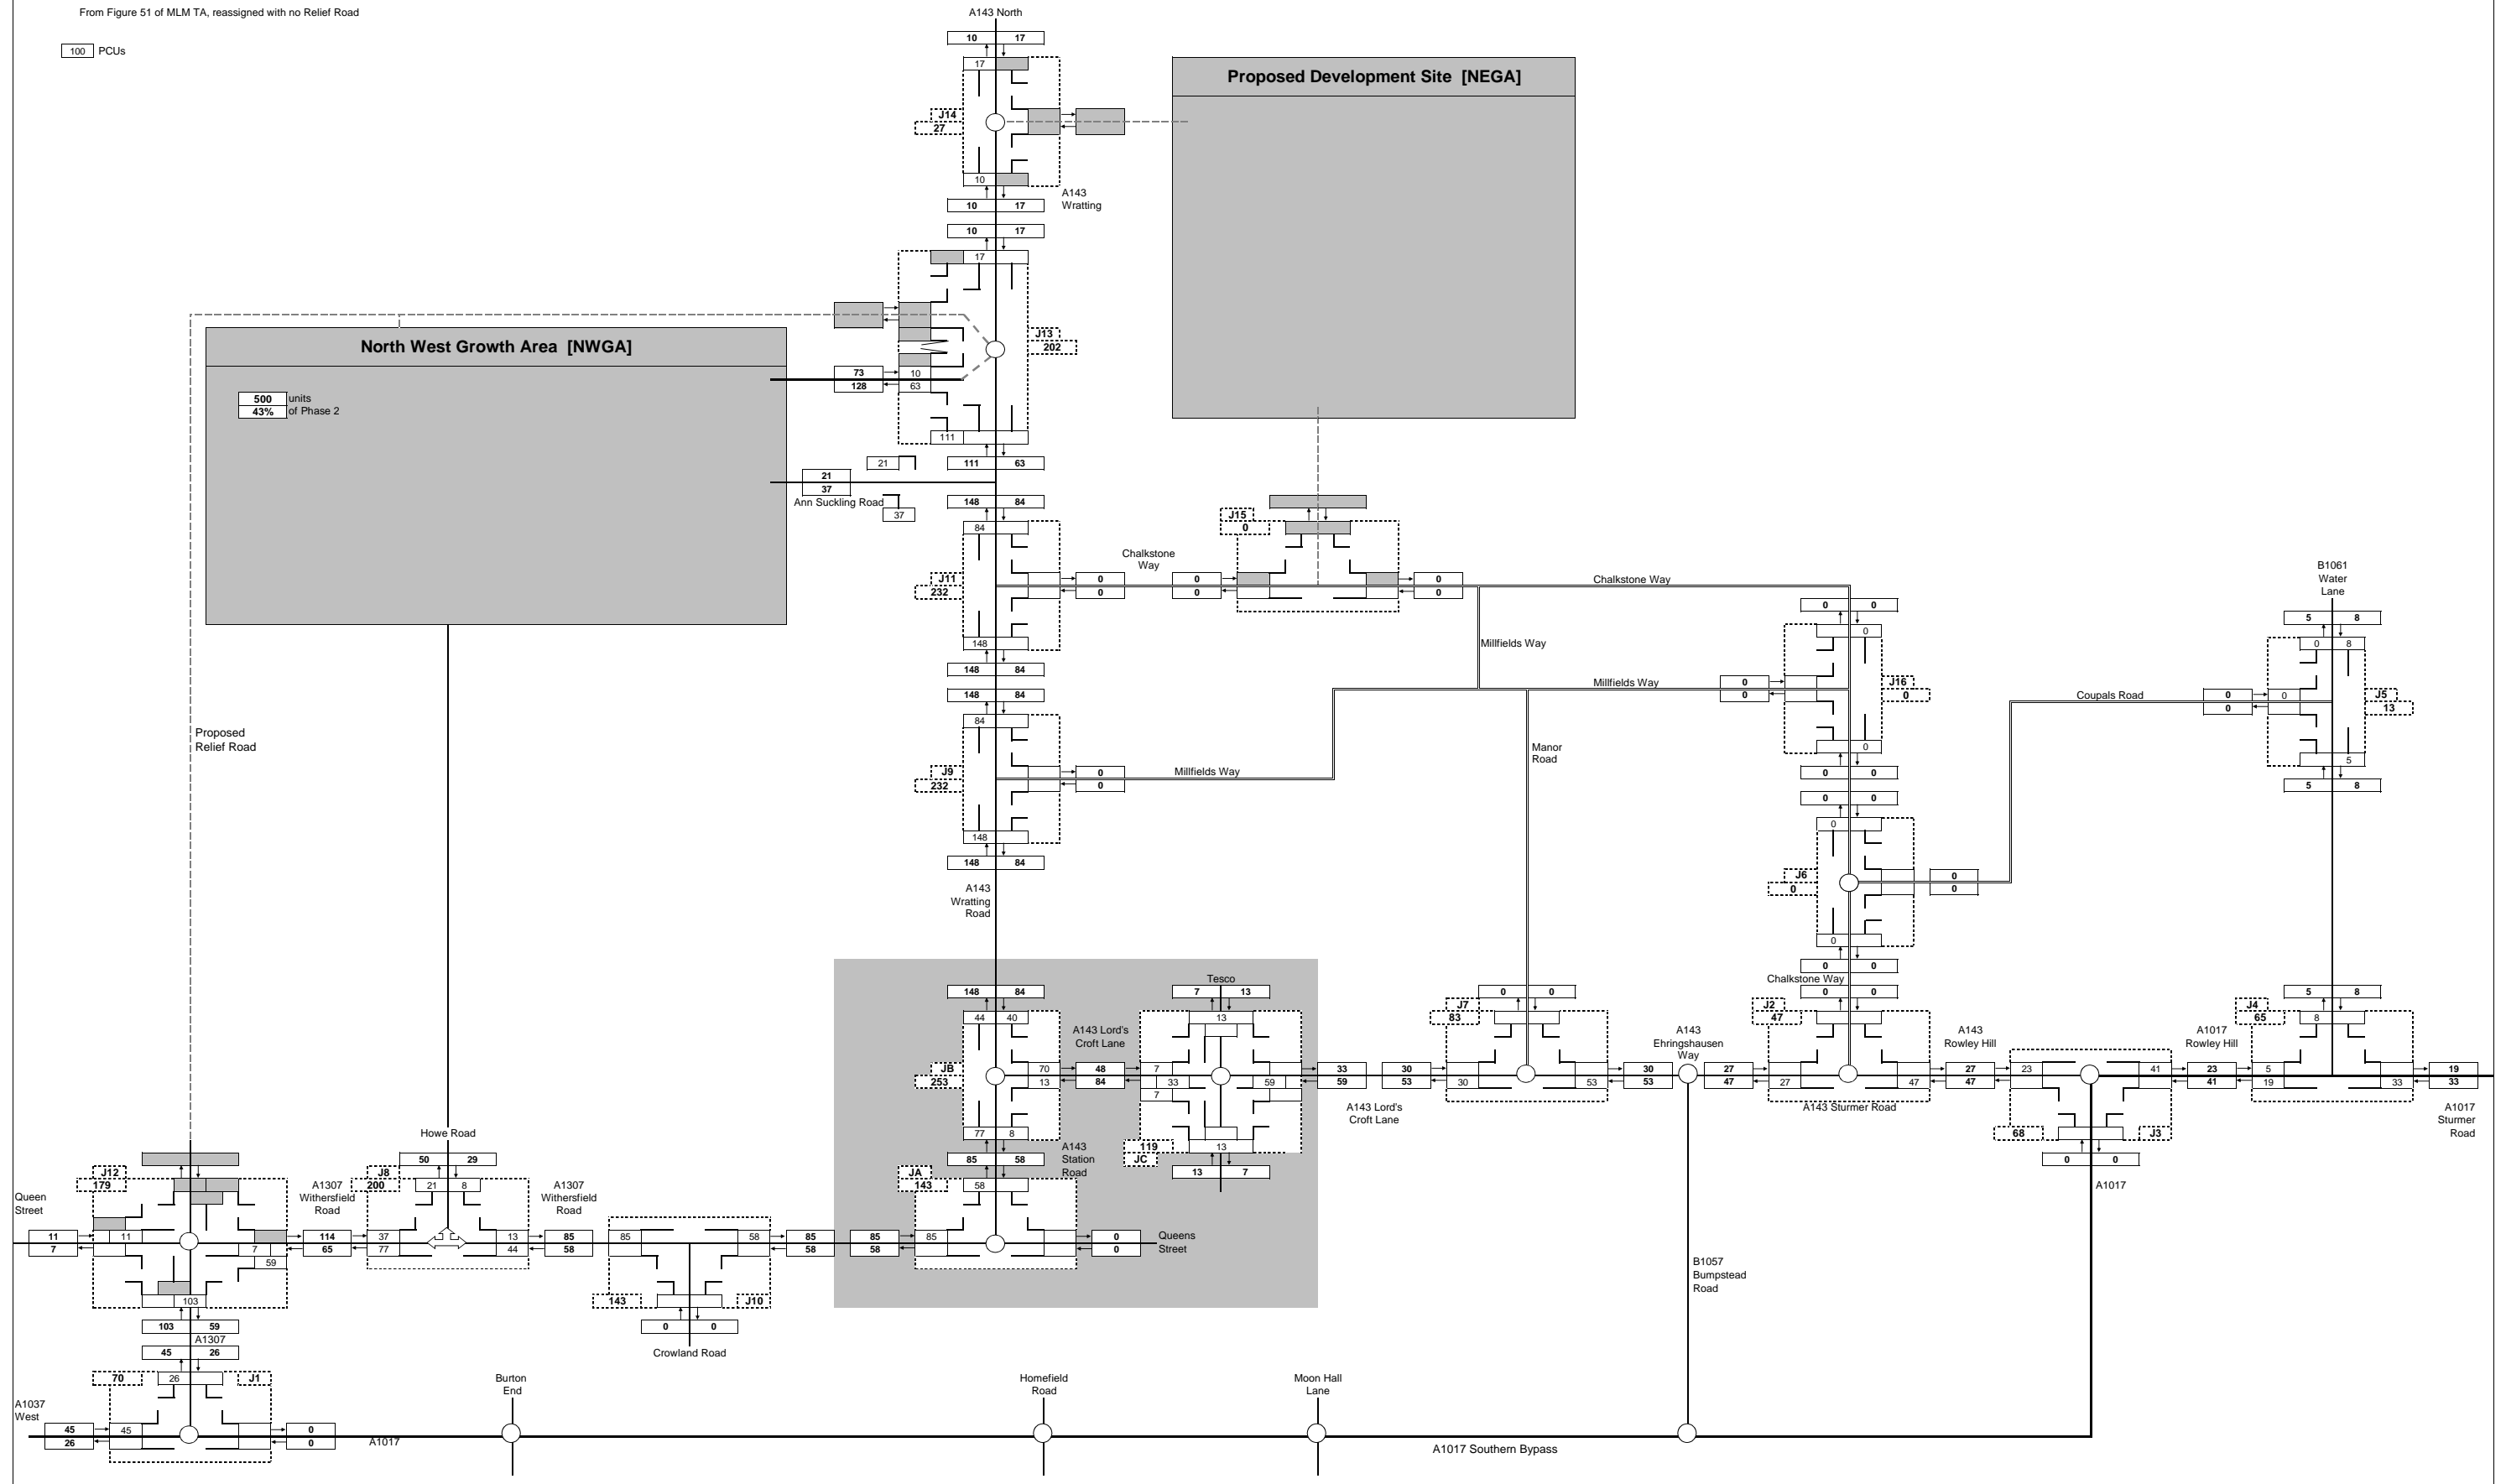 From Figure 51 of MLM TA, reassigned with no Relief Road
100 PCUs
A143 North
10 17
17
J14
27
10
A143
Wratting
10 17
Proposed Development Site [NEGA]
10 17
17
J13
202
73 10
128 63
111
21 111 63
21
37
Ann Suckling Road
37
North West Growth Area [NWGA]
500 units
43% of Phase 2
Proposed
Relief Road
148 84
84
J11
232
0
0
148
148 84
Chalkstone
Way
J15
0
0
0
0
0
Chalkstone Way
Millfields Way
Millfields Way
148 84
84
J9
232
0
0
Millfields Way
148
148 84
A143
Wratting
Road
Manor
Road
0 0
0
0
0
J16
0
0
0 0
0 0
0
J6
0
0
0
0
0 0
Chalkstone Way
B1061
Water
Lane
5 8
0 8
Coupals Road
0
0
0
J5
13
5
5 8
148 84
44 40
JB
253
70
13
A143 Lord's
Croft Lane
48
84
77 8
85 58
A143
Station
Road
Tesco
7 13
13
7
33
7
59
13
119
JC
13 7
33
59
A143 Lord's
Croft Lane
30
53
J7
83
0 0
30
53
30
53
A143
Ehringshausen
Way
27
47
J2
47
0 0
27
47
A143 Sturmer Road
A143
Rowley Hill
27
47
23
41
68
J3
0 0
A1017
A1017
Rowley Hill
23
41
J4
65
5 8
8
5
19
33
19
33
A1017
Sturmer
Road
Queen
Street
11
7
J12
179
11
7
59
103
103 59
A1307
A1307
Withersfield
Road
114
65
Howe Road
50 29
J8
200
21 8
37
77
13
44
A1307
Withersfield
Road
85
58
85
58
143
J10
0 0
Crowland Road
85
58
85
58
JA
143
58
85
0
0
Queens
Street
B1057
Bumpstead
Road
45 26
70
26
J1
A1037
West
45
26
45
0
0
A1017
Burton
End
Homefield
Road
Moon Hall
Lane
A1017 Southern Bypass